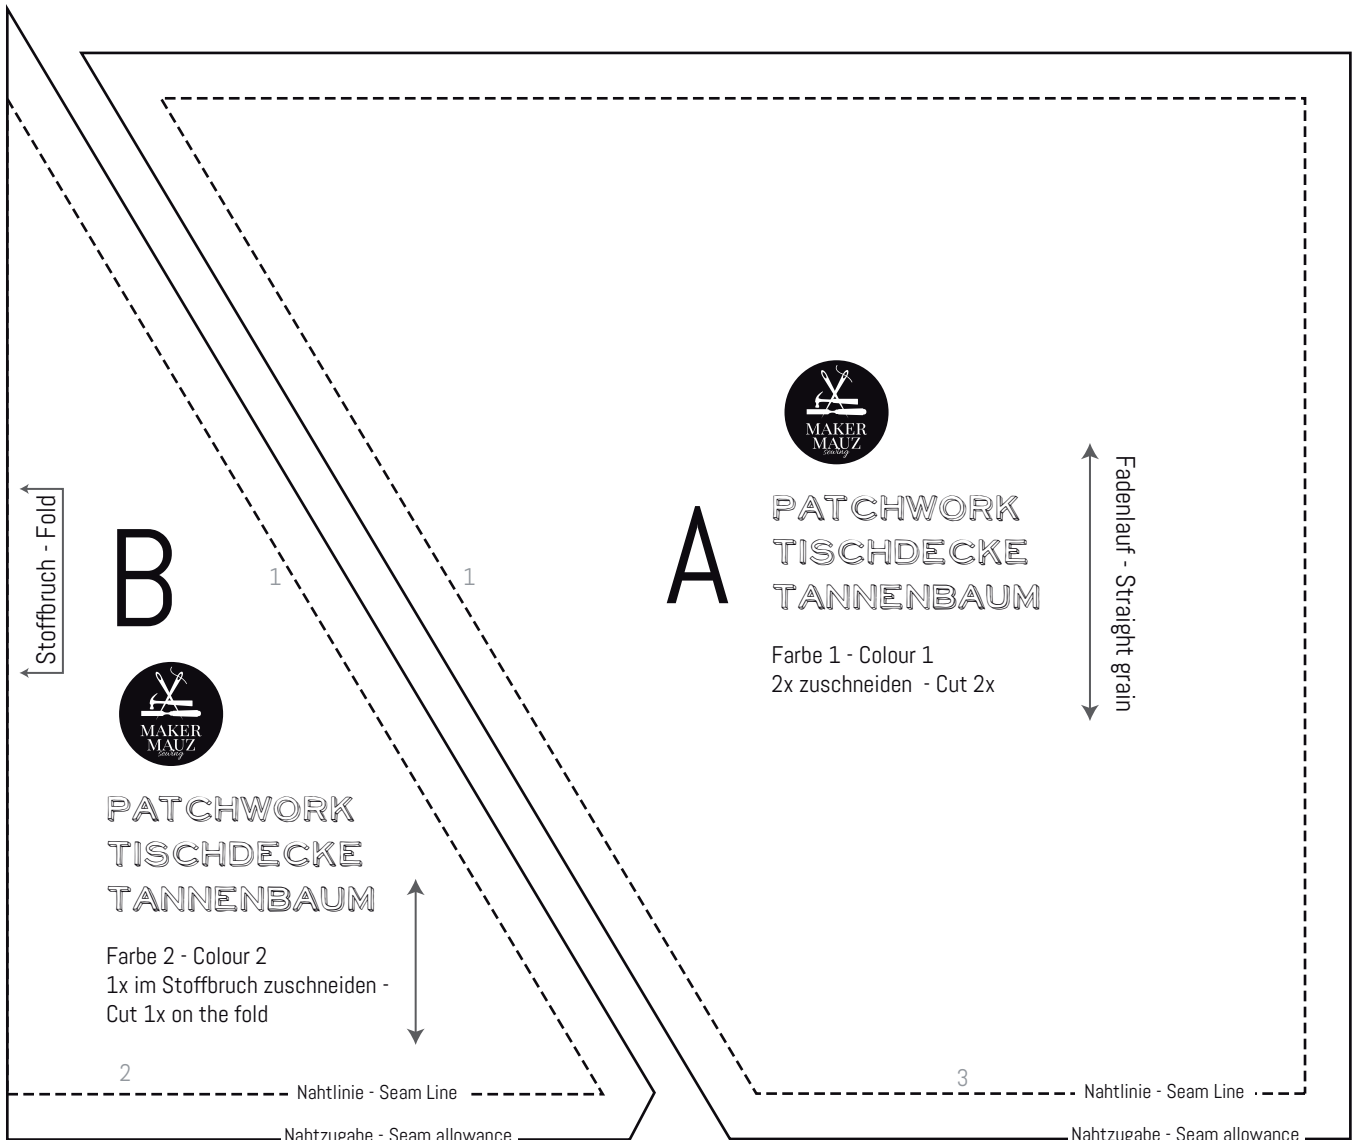 Stoffbruch - Fold
B
1
MAKER
MAUZ
sewing
PATCHWORK
TISCHDECKE
TANNENBAUM
Farbe 2 - Colour 2
1x im Stoffbruch zuschneiden -
Cut 1x on the fold
2
Nahtlinie - Seam Line
Nahtzugabe - Seam allowance
1
A
MAKER
MAUZ
sewing
PATCHWORK
TISCHDECKE
TANNENBAUM
Farbe 1 - Colour 1
2x zuschneiden - Cut 2x
Fadenlauf - Straight grain
3
Nahtlinie - Seam Line
Nahtzugabe - Seam allowance